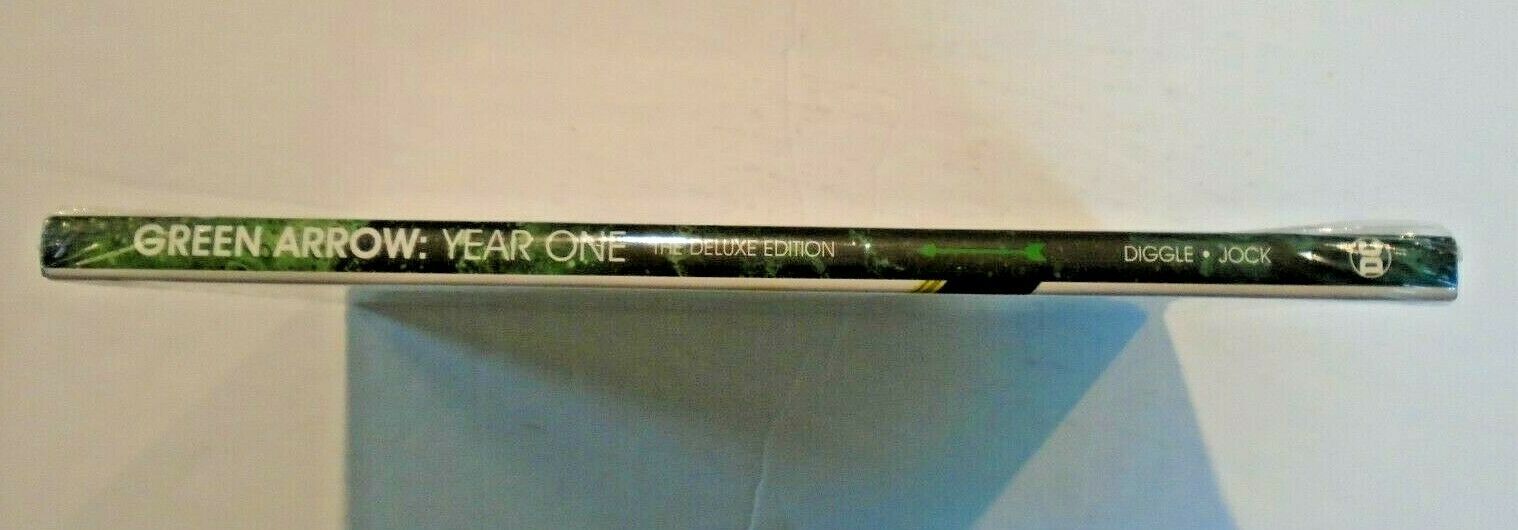 GREEN ARROW: YEAR ONE THE DELUXE EDITION DIGGLE • JOCK DC